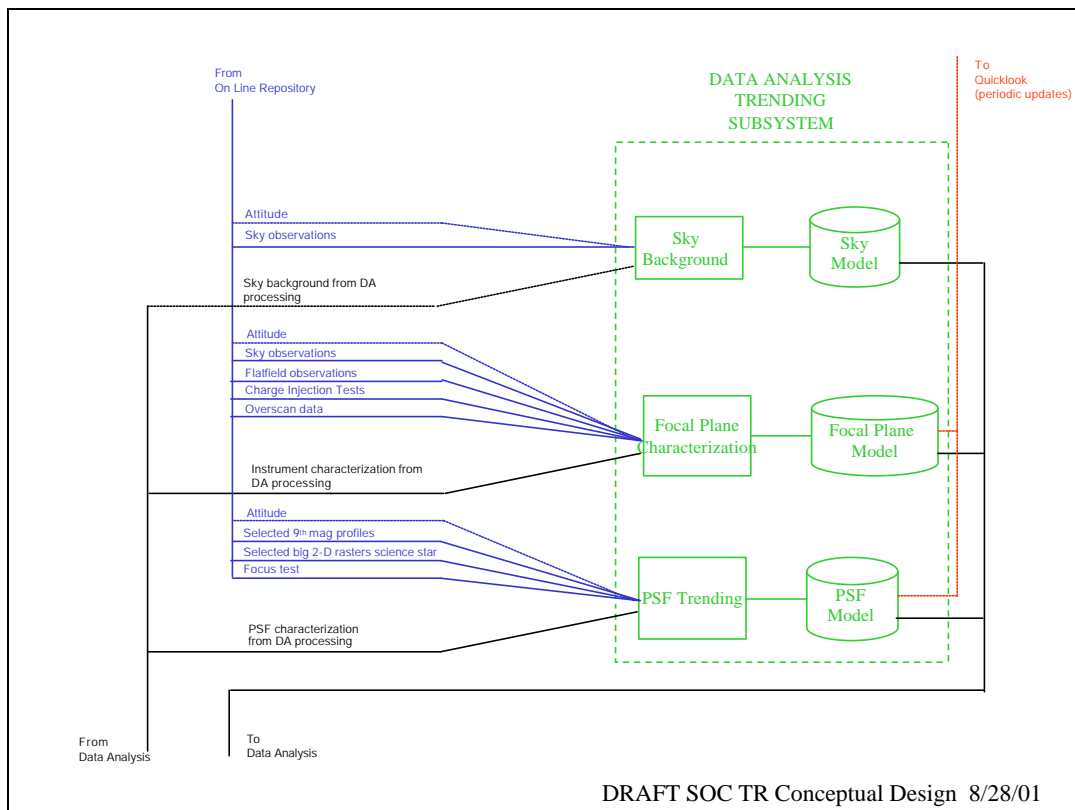 From
On Line Repository
DATA ANALYSIS
TRENDING
SUBSYSTEM
To
Quicklook
(periodic updates)
Attitude
Sky observations
Sky background from DA
processing
Sky
Background
Sky
Model
Attitude
Sky observations
Flatfield observations
Charge Injection Tests
Overscan data
Instrument characterization from
DA processing
Focal Plane
Characterization
Focal Plane
Model
Attitude
Selected 9th mag profiles
Selected big 2-D rasters science star
Focus test
PSF characterization
from DA processing
PSF Trending
PSF
Model
From
Data Analysis
To
Data Analysis
DRAFT SOC TR Conceptual Design 8/28/01